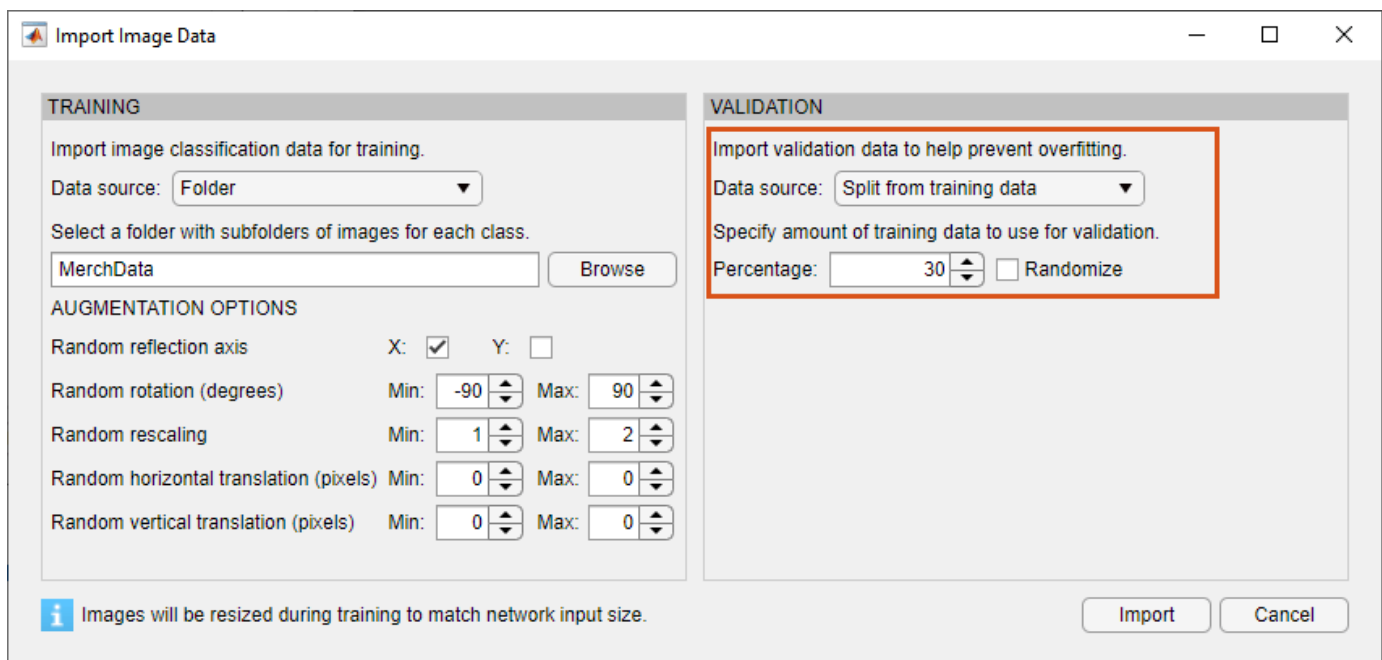 Import Image Data
TRAINING
Import image classification data for training.
Data source: Folder
Select a folder with subfolders of images for each class.
MerchData Browse
AUGMENTATION OPTIONS
Random reflection axis X: Y:
Random rotation (degrees) Min: -90 Max: 90
Random rescaling Min: 1 Max: 2
Random horizontal translation (pixels) Min: 0 Max: 0
Random vertical translation (pixels) Min: 0 Max: 0
VALIDATION
Import validation data to help prevent overfitting.
Data source: Split from training data
Specify amount of training data to use for validation.
Percentage: 30 Randomize
Images will be resized during training to match network input size.
Import Cancel